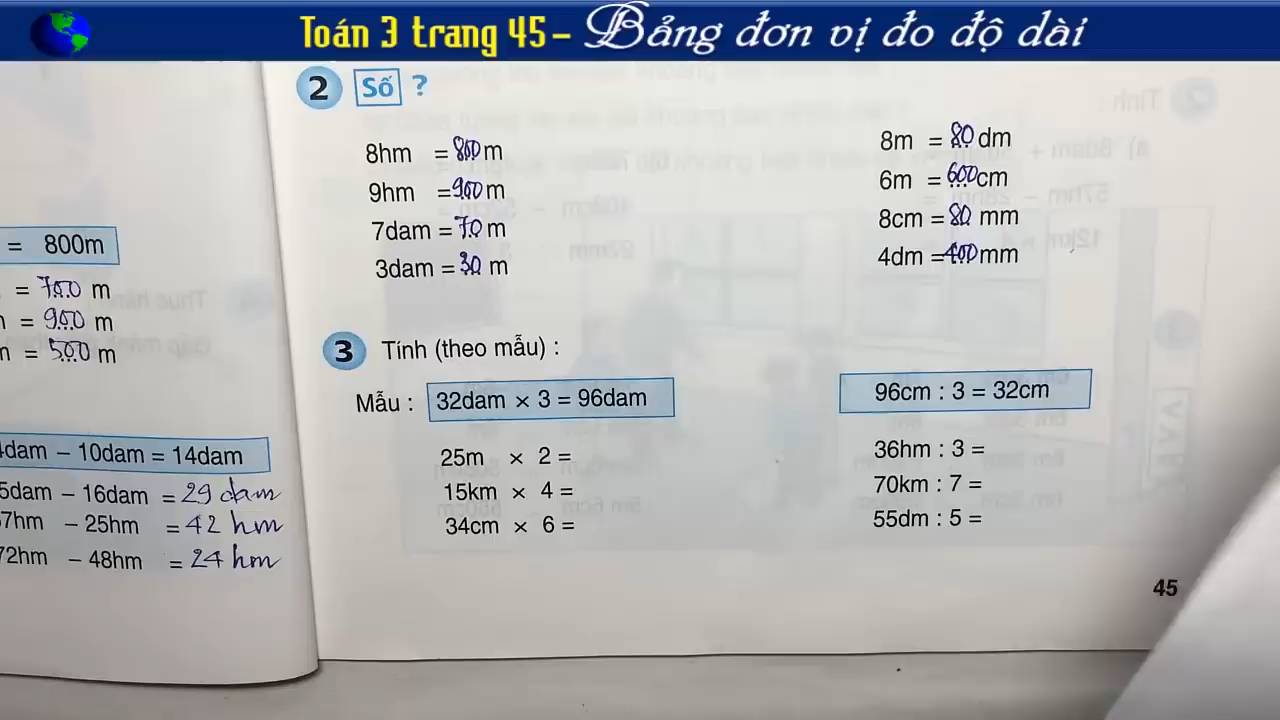 Toán 3 trang 45 – Bảng đơn vị đo độ dài
= 800m
= 700 m
= 900 m
= 500 m
dam – 10dam = 14dam
5dam – 16dam = 29 dam
7hm – 25hm = 42 hm
72hm – 48hm = 24 hm
2 Số ?
8hm = 800 m
9hm = 900 m
7dam = 70 m
3dam = 30 m
8m = 80 dm
6m = 600 cm
8cm = 80 mm
4dm = 400 mm
3 Tính (theo mẫu) :
Mẫu : 32dam × 3 = 96dam
25m × 2 =
15km × 4 =
34cm × 6 =
96cm : 3 = 32cm
36hm : 3 =
70km : 7 =
55dm : 5 =
45